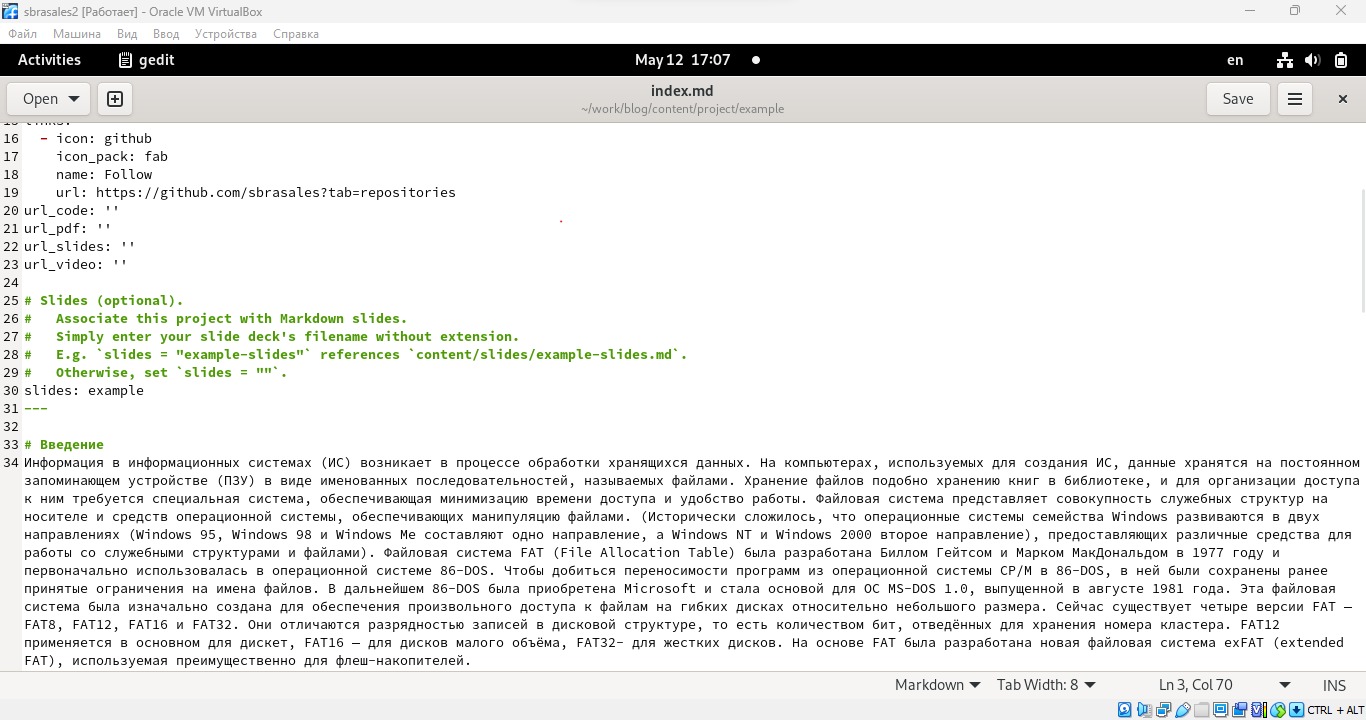 sbrasales2 [Работает] - Oracle VM VirtualBox
Файл Машина Вид Ввод Устройства Справка
Activities gedit May 12 17:07 en
Open index.md Save
~/work/blog/content/project/example
15 links:
16 - icon: github
17 icon_pack: fab
18 name: Follow
19 url: https://github.com/sbrasales?tab=repositories
20 url_code: ''
21 url_pdf: ''
22 url_slides: ''
23 url_video: ''
24
25 # Slides (optional).
26 # Associate this project with Markdown slides.
27 # Simply enter your slide deck's filename without extension.
28 # E.g. `slides = "example-slides"` references `content/slides/example-slides.md`.
29 # Otherwise, set `slides = ""`.
30 slides: example
31 ---
32
33 # Введение
34 Информация в информационных системах (ИС) возникает в процессе обработки хранящихся данных. На компьютерах, используемых для создания ИС, данные хранятся на постоянном
запоминающем устройстве (ПЗУ) в виде именованных последовательностей, называемых файлами. Хранение файлов подобно хранению книг в библиотеке, и для организации доступа
к ним требуется специальная система, обеспечивающая минимизацию времени доступа и удобство работы. Файловая система представляет совокупность служебных структур на
носителе и средств операционной системы, обеспечивающих манипуляцию файлами. (Исторически сложилось, что операционные системы семейства Windows развиваются в двух
направлениях (Windows 95, Windows 98 и Windows Me составляют одно направление, а Windows NT и Windows 2000 второе направление), предоставляющих различные средства для
работы со служебными структурами и файлами). Файловая система FAT (File Allocation Table) была разработана Биллом Гейтсом и Марком МакДональдом в 1977 году и
первоначально использовалась в операционной системе 86-DOS. Чтобы добиться переносимости программ из операционной системы CP/M в 86-DOS, в ней были сохранены ранее
принятые ограничения на имена файлов. В дальнейшем 86-DOS была приобретена Microsoft и стала основой для ОС MS-DOS 1.0, выпущенной в августе 1981 года. Эта файловая
система была изначально создана для обеспечения произвольного доступа к файлам на гибких дисках относительно небольшого размера. Сейчас существует четыре версии FAT —
FAT8, FAT12, FAT16 и FAT32. Они отличаются разрядностью записей в дисковой структуре, то есть количеством бит, отведённых для хранения номера кластера. FAT12
применяется в основном для дискет, FAT16 — для дисков малого объёма, FAT32- для жестких дисков. На основе FAT была разработана новая файловая система exFAT (extended
FAT), используемая преимущественно для флеш-накопителей.
Markdown Tab Width: 8 Ln 3, Col 70 INS
CTRL + ALT